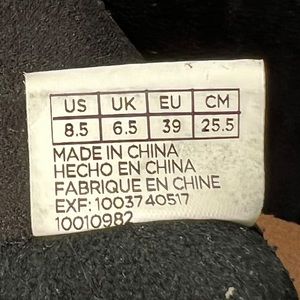 US UK EU CM
8.5 6.5 39 25.5
MADE IN CHINA
HECHO EN CHINA
FABRIQUE EN CHINE
EXF: 1003740517
10010982